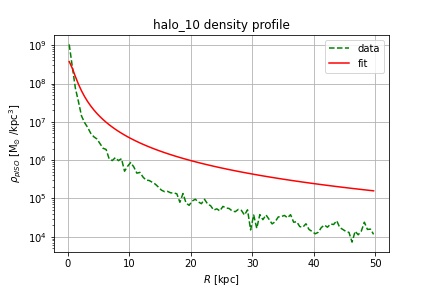 halo_10 density profile
10⁹
10⁸
10⁷
10⁶
10⁵
10⁴
ρ_pISO [M_⊙ /kpc³]
data
fit
0
10
20
30
40
50
R [kpc]